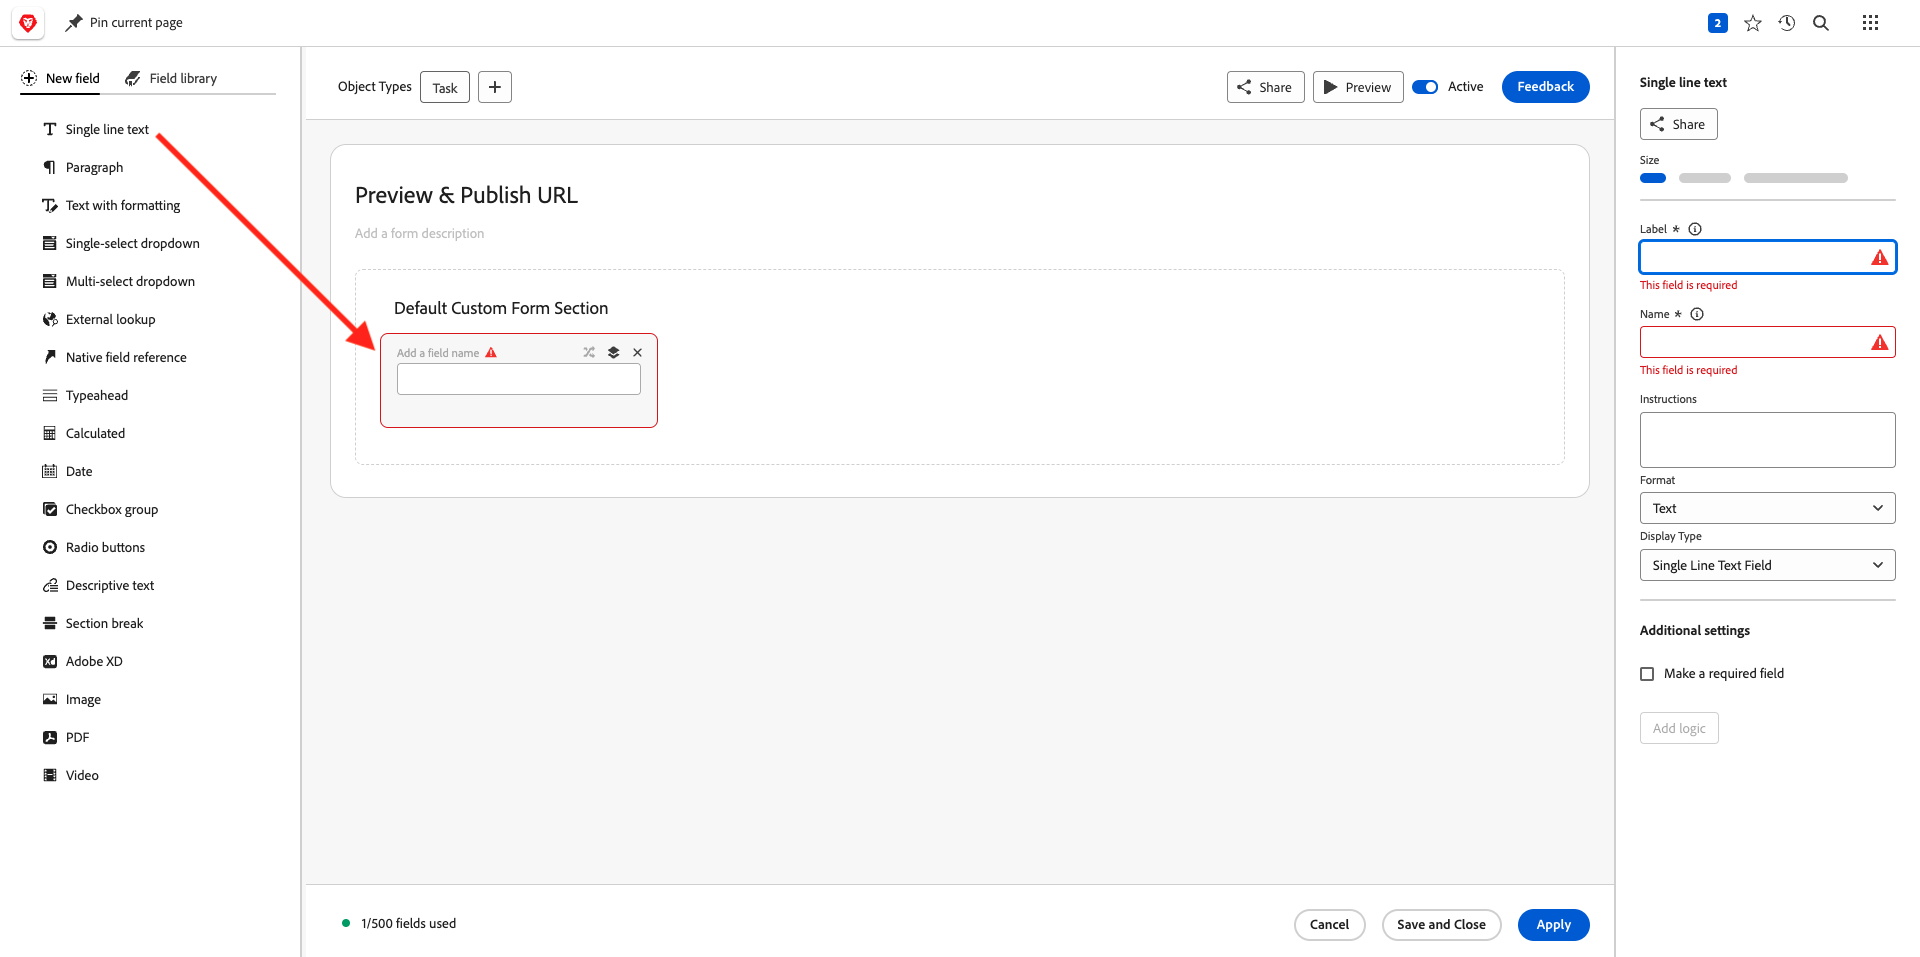 Pin current page
2
New field
Field library
Single line text
Paragraph
Text with formatting
Single-select dropdown
Multi-select dropdown
External lookup
Native field reference
Typeahead
Calculated
Date
Checkbox group
Radio buttons
Descriptive text
Section break
Adobe XD
Image
PDF
Video
Object Types
Task
Share
Preview
Active
Feedback
Preview & Publish URL
Add a form description
Default Custom Form Section
Add a field name
1/500 fields used
Cancel
Save and Close
Apply
Single line text
Share
Size
Label *
This field is required
Name *
This field is required
Instructions
Format
Text
Display Type
Single Line Text Field
Additional settings
Make a required field
Add logic